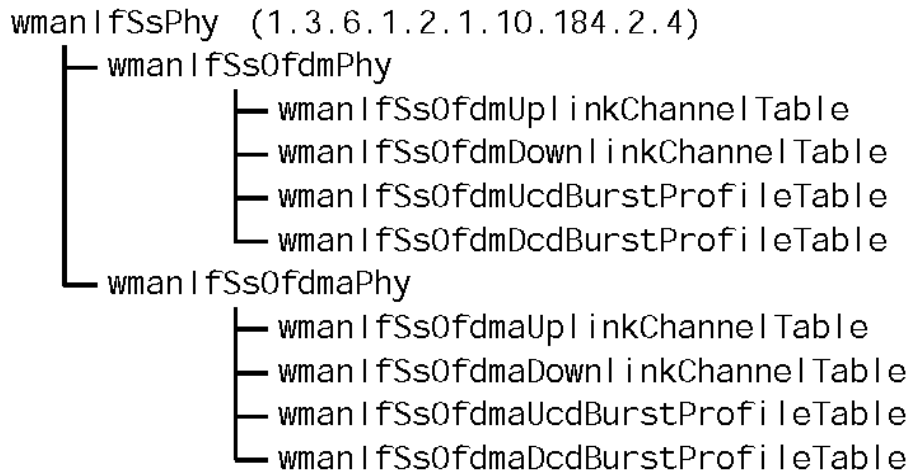 wmanIfSsPhy (1.3.6.1.2.1.10.184.2.4)
wmanIfSsOfdmPhy
wmanIfSsOfdmUplinkChannelTable
wmanIfSsOfdmDownlinkChannelTable
wmanIfSsOfdmUcdBurstProfileTable
wmanIfSsOfdmDcdBurstProfileTable
wmanIfSsOfdmaPhy
wmanIfSsOfdmaUplinkChannelTable
wmanIfSsOfdmaDownlinkChannelTable
wmanIfSsOfdmaUcdBurstProfileTable
wmanIfSsOfdmaDcdBurstProfileTable